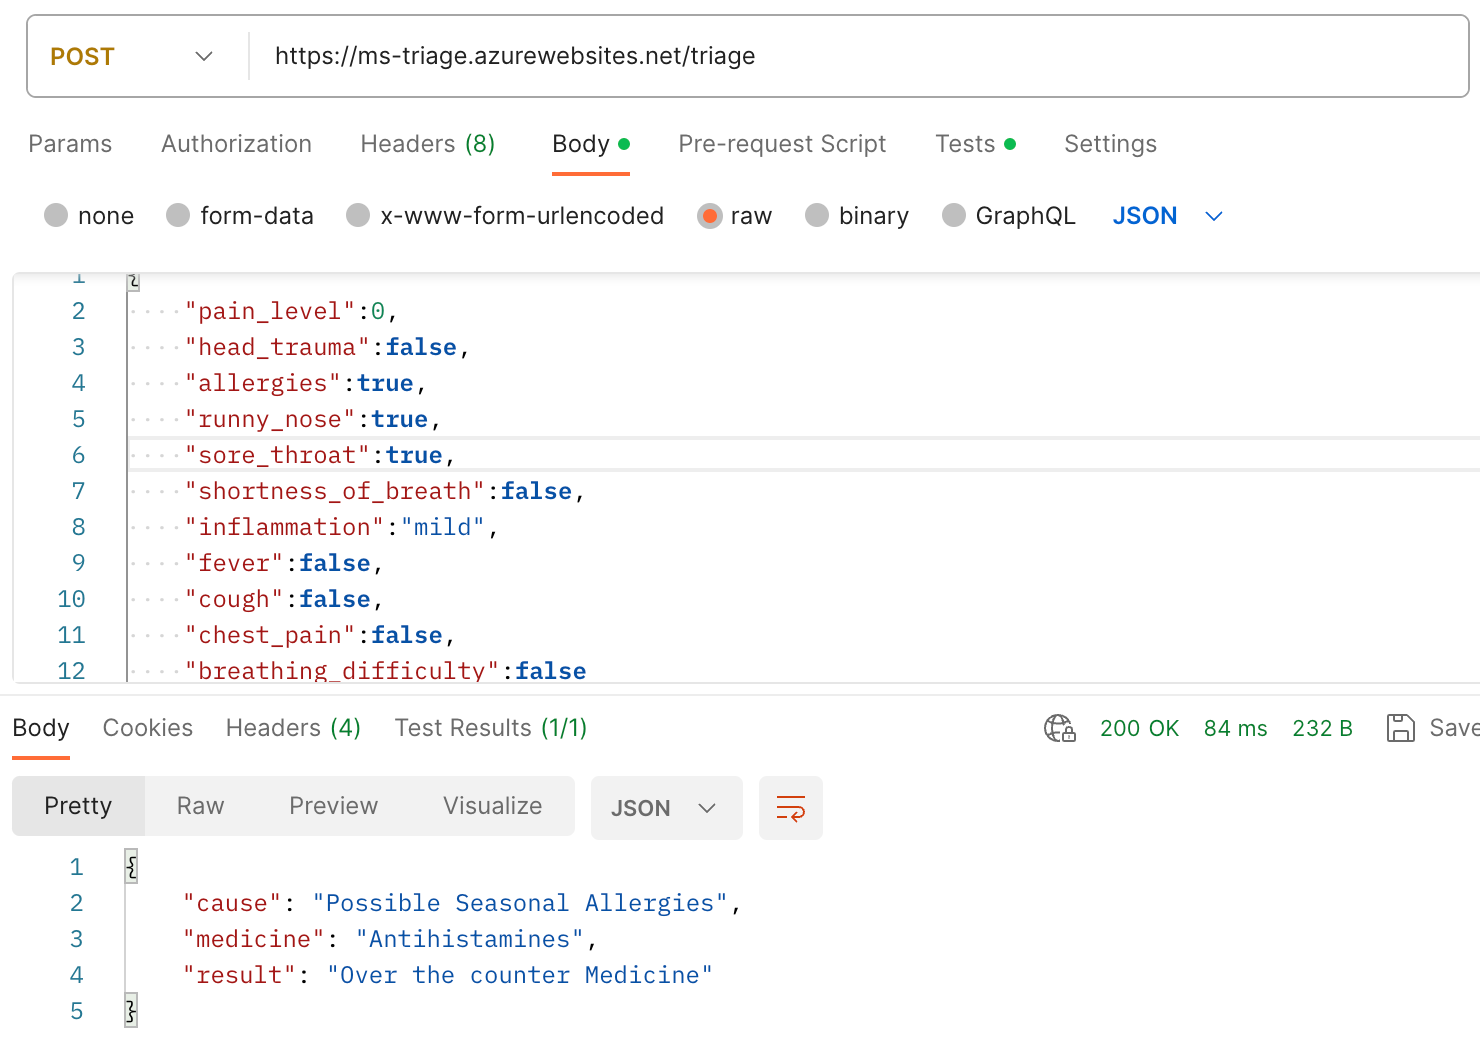 POST https://ms-triage.azurewebsites.net/triage
Params Authorization Headers (8) Body Pre-request Script Tests Settings
none form-data x-www-form-urlencoded raw binary GraphQL JSON
1 {
2 "pain_level":0,
3 "head_trauma":false,
4 "allergies":true,
5 "runny_nose":true,
6 "sore_throat":true,
7 "shortness_of_breath":false,
8 "inflammation":"mild",
9 "fever":false,
10 "cough":false,
11 "chest_pain":false,
12 "breathing_difficulty":false
Body Cookies Headers (4) Test Results (1/1) 200 OK 84 ms 232 B Save
Pretty Raw Preview Visualize JSON
1 {
2 "cause": "Possible Seasonal Allergies",
3 "medicine": "Antihistamines",
4 "result": "Over the counter Medicine"
5 }